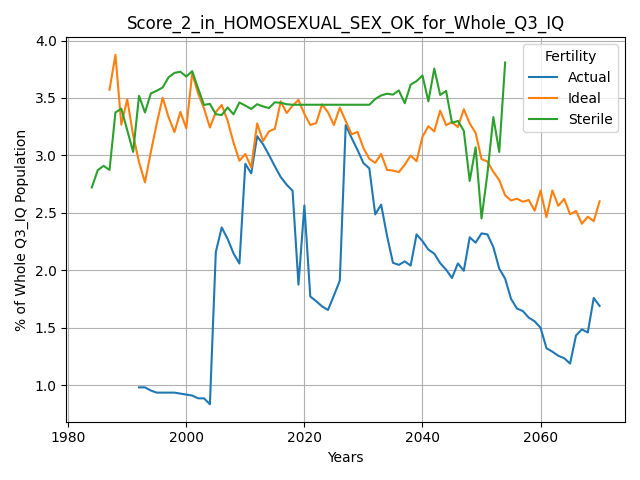 Score_2_in_HOMOSEXUAL_SEX_OK_for_Whole_Q3_IQ
Fertility
Actual
Ideal
Sterile
% of Whole Q3_IQ Population
4.0
3.5
3.0
2.5
2.0
1.5
1.0
1980 2000 2020 2040 2060
Years